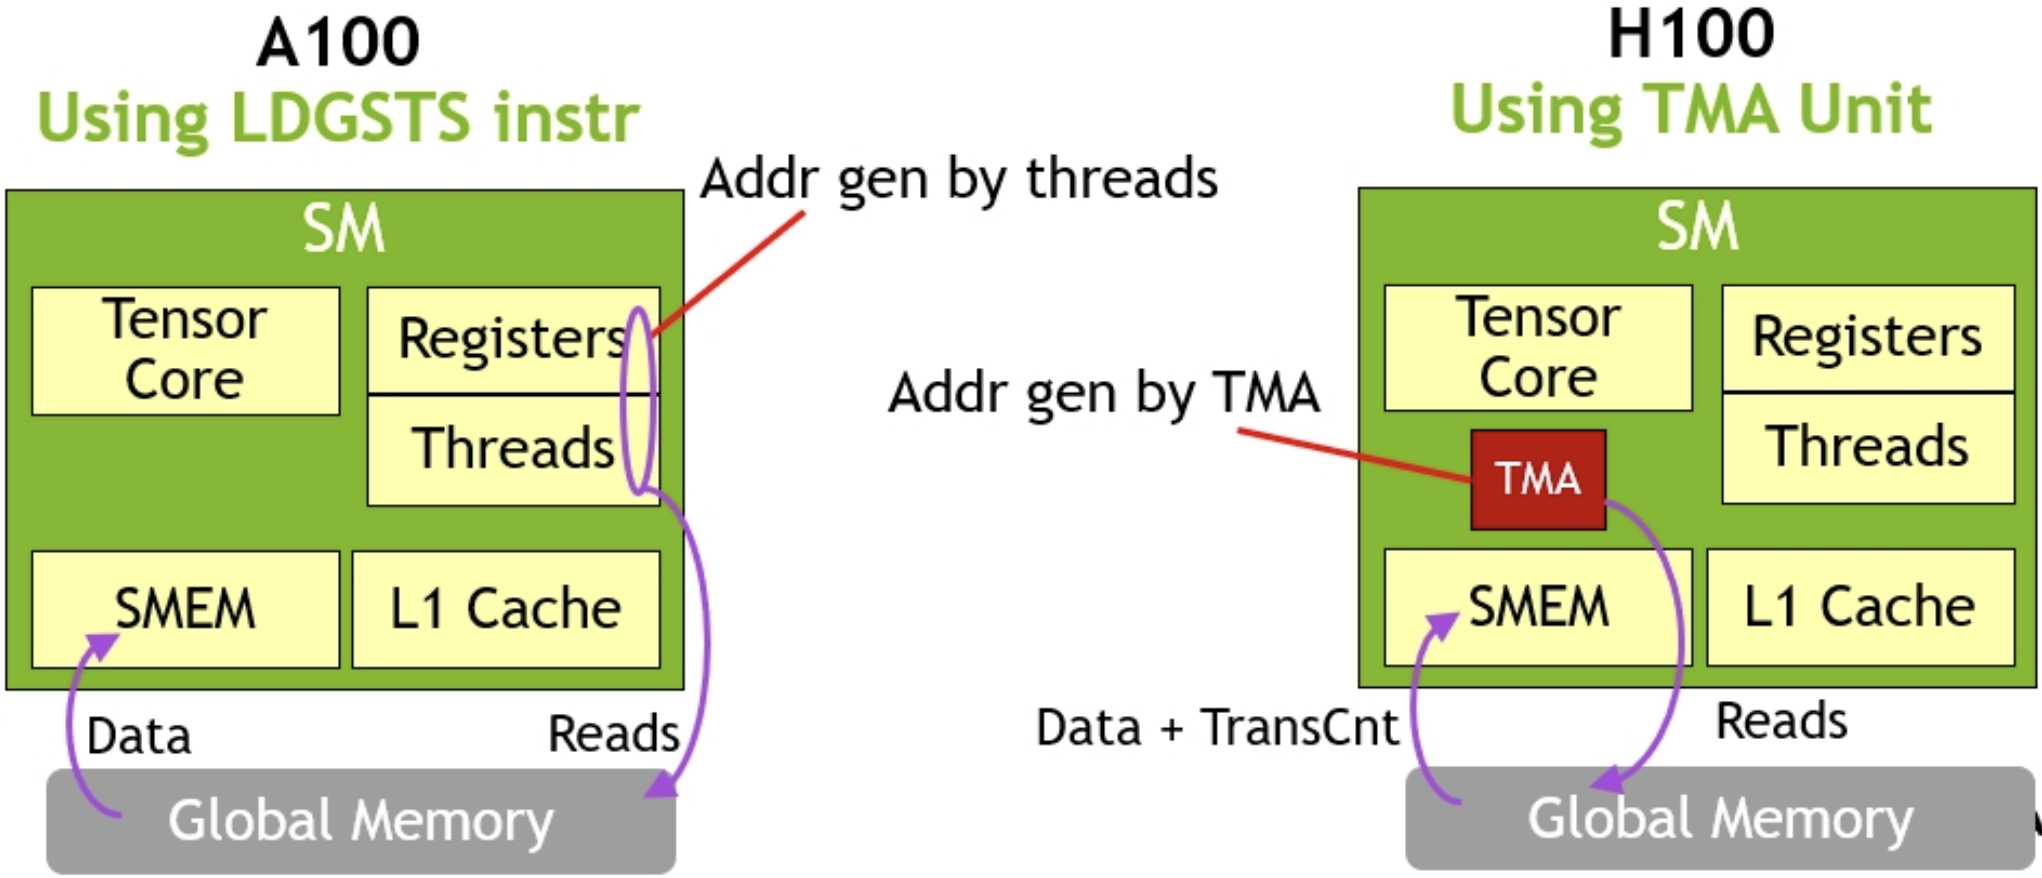 A100
Using LDGSTS instr
SM
Tensor
Core
Registers
Threads
SMEM
L1 Cache
Data
Reads
Global Memory
Addr gen by threads
Addr gen by TMA
H100
Using TMA Unit
SM
Tensor
Core
Registers
Threads
TMA
SMEM
L1 Cache
Data + TransCnt
Reads
Global Memory